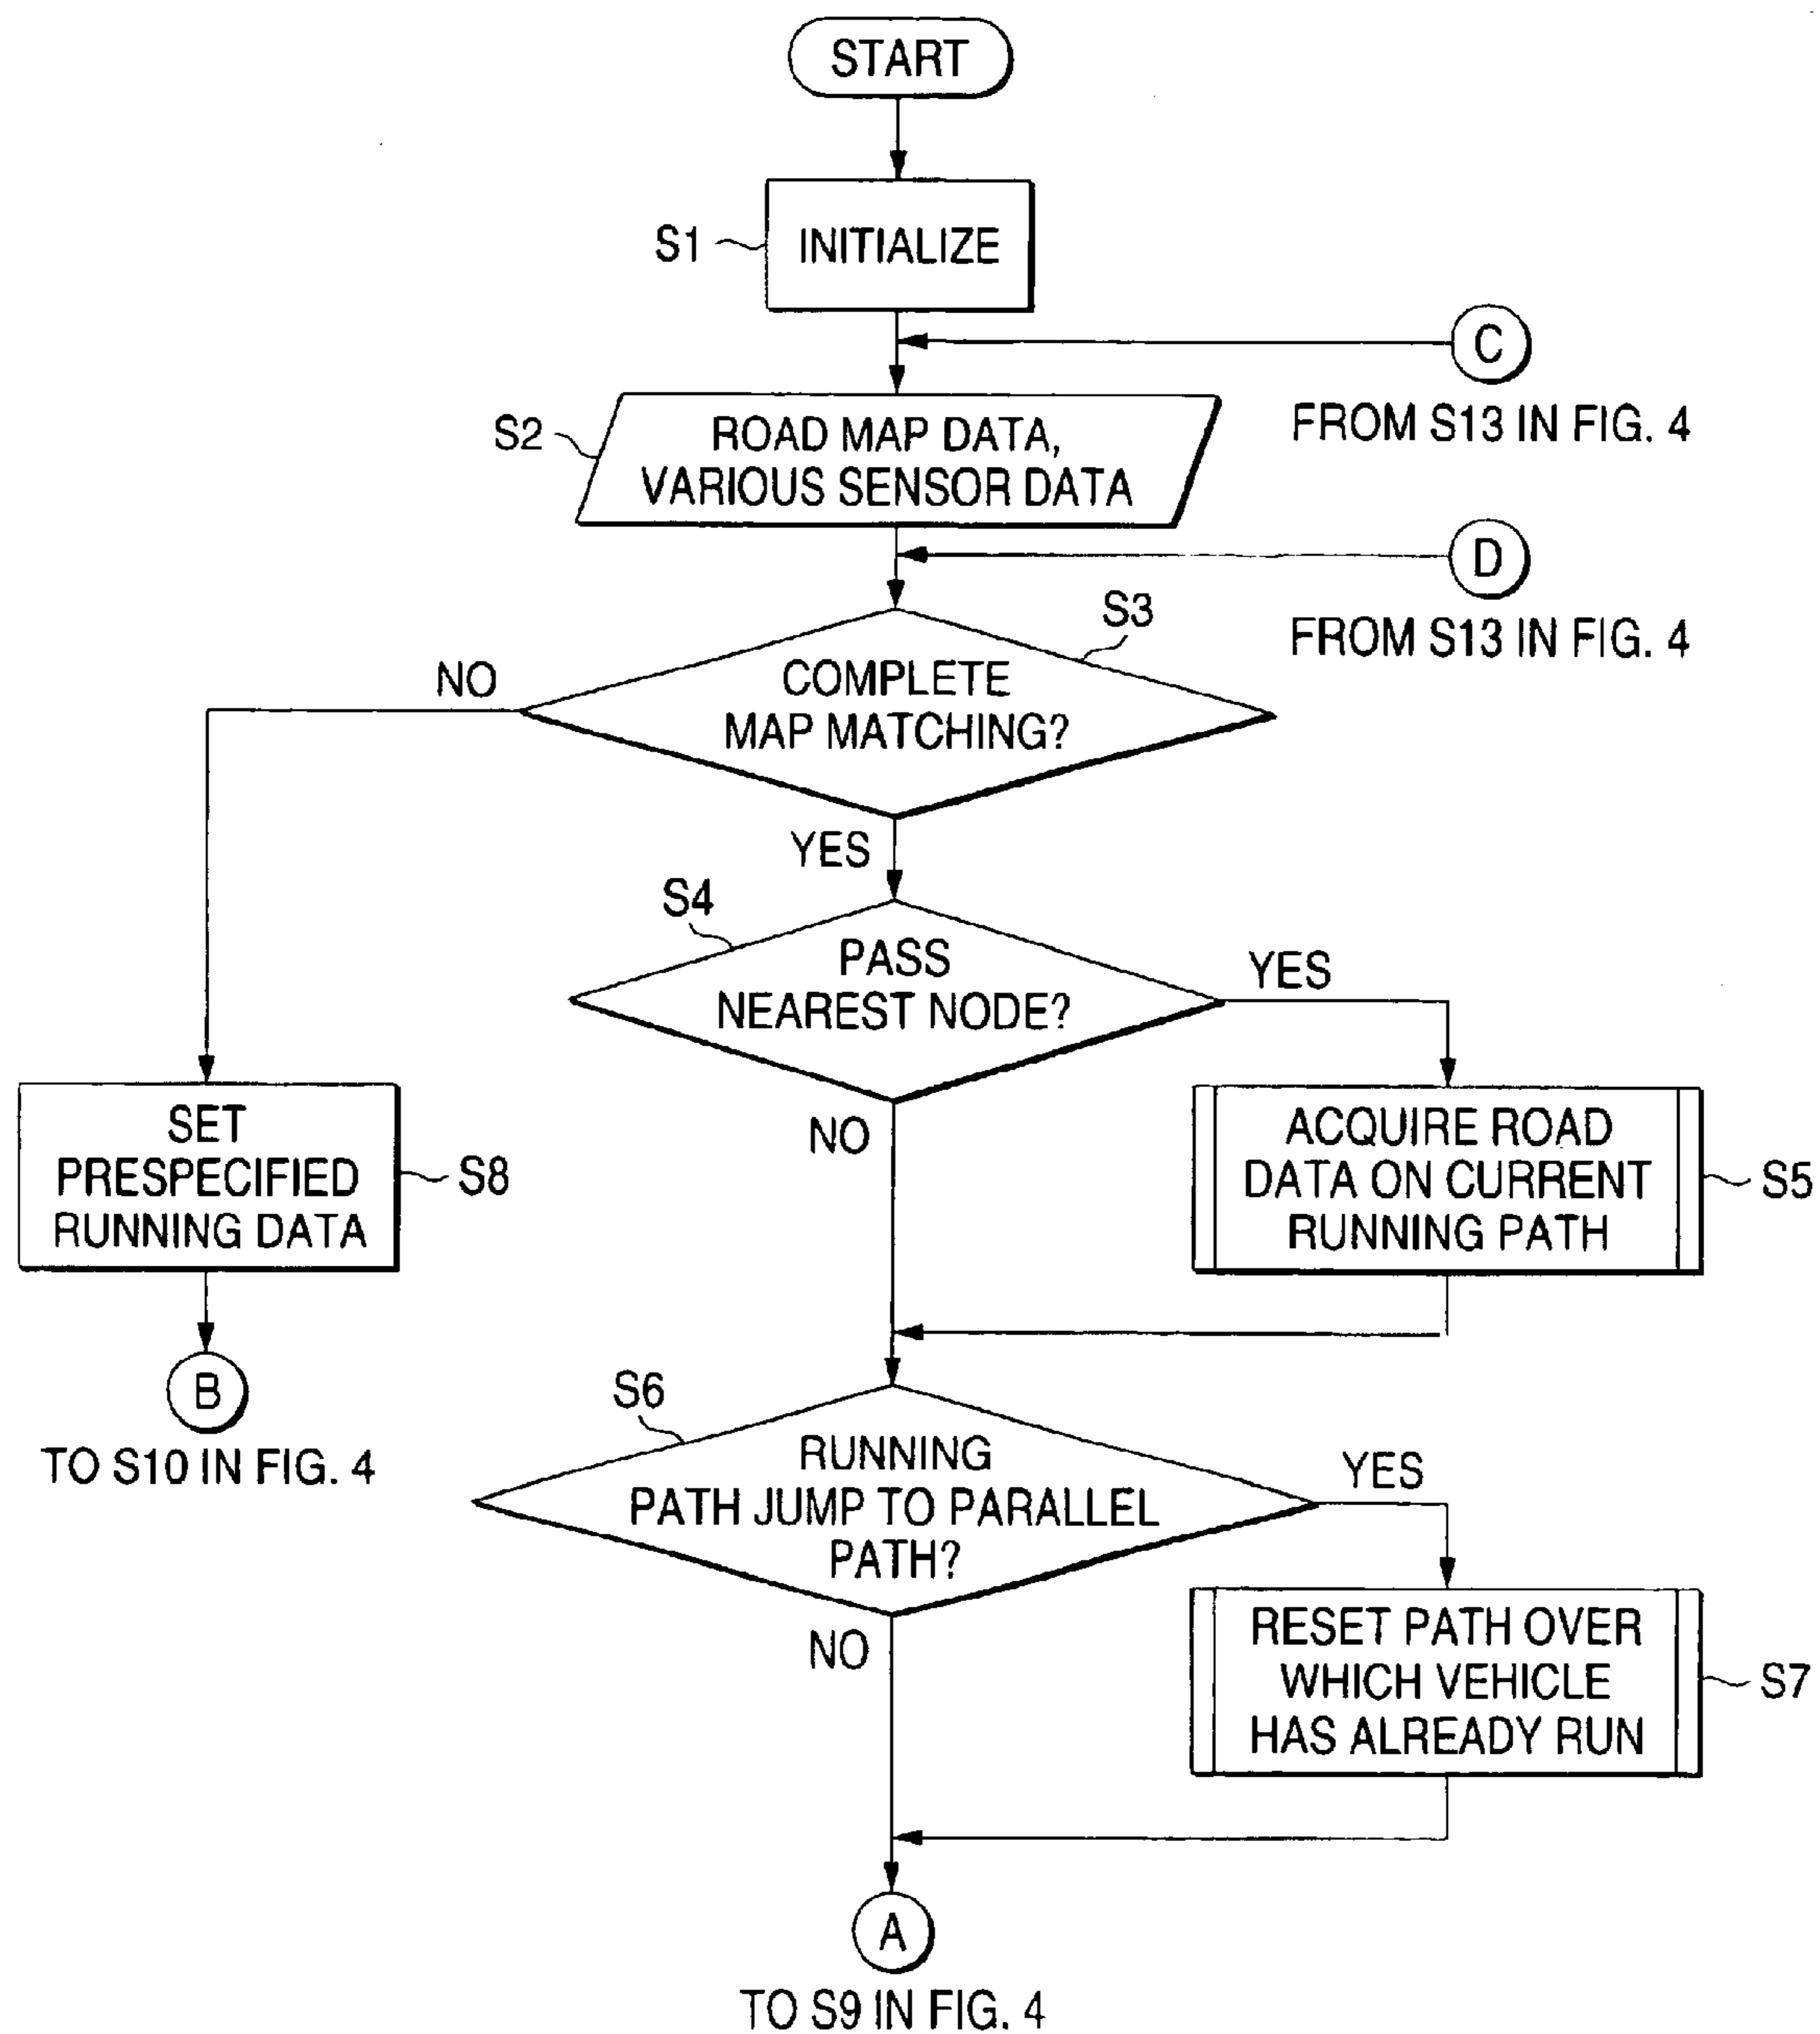 START
S1
INITIALIZE
C
FROM S13 IN FIG. 4
S2
ROAD MAP DATA,
VARIOUS SENSOR DATA
D
FROM S13 IN FIG. 4
S3
COMPLETE
MAP MATCHING?
NO
YES
S4
PASS
NEAREST NODE?
YES
NO
SET
PRESPECIFIED
RUNNING DATA
S8
ACQUIRE ROAD
DATA ON CURRENT
RUNNING PATH
S5
B
TO S10 IN FIG. 4
S6
RUNNING
PATH JUMP TO PARALLEL
PATH?
YES
NO
RESET PATH OVER
WHICH VEHICLE
HAS ALREADY RUN
S7
A
TO S9 IN FIG. 4